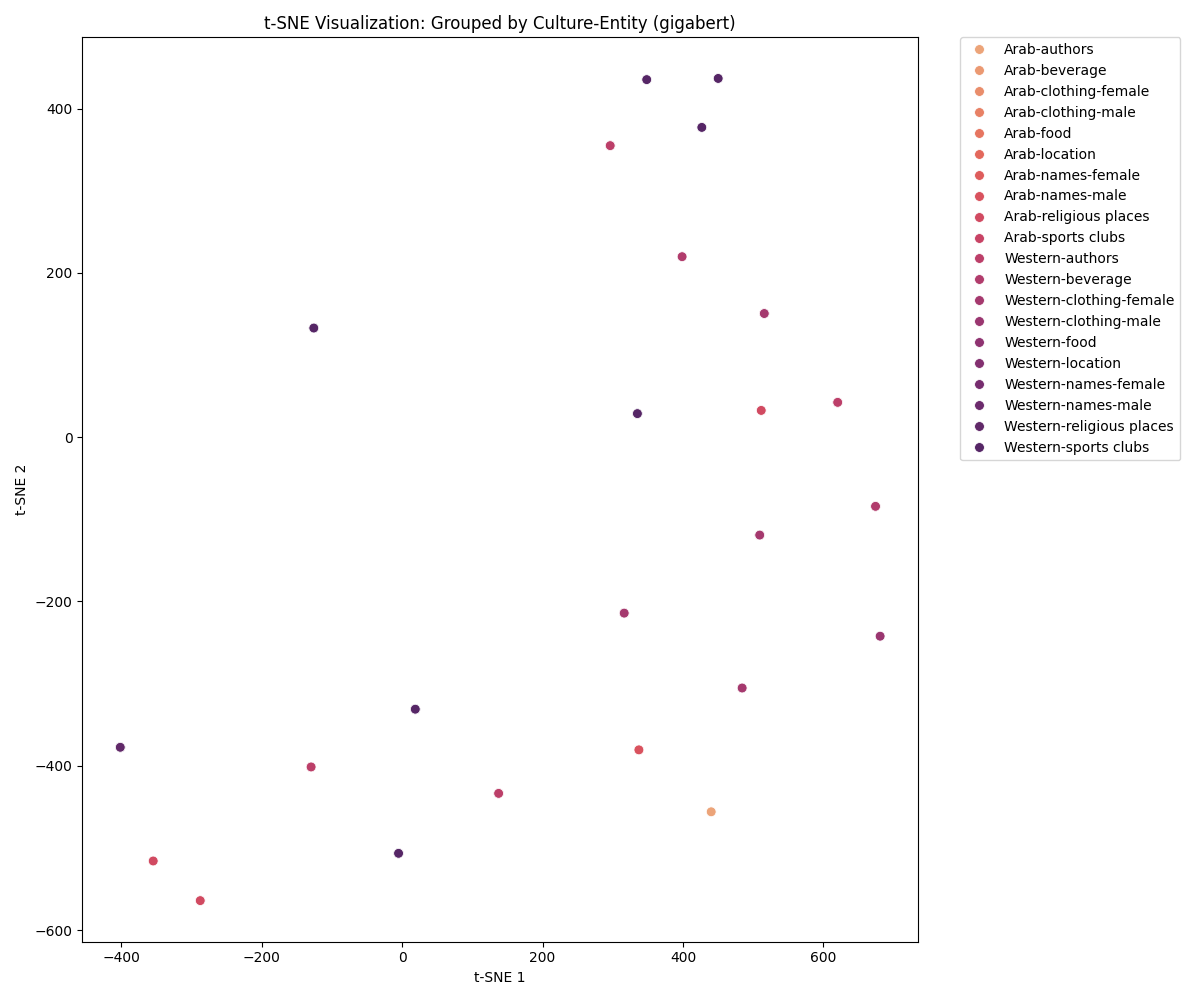 t-SNE Visualization: Grouped by Culture-Entity (gigabert)
400
200
0
−200
−400
−600
t-SNE 2
−400
−200
0
200
400
600
t-SNE 1
Arab-authors
Arab-beverage
Arab-clothing-female
Arab-clothing-male
Arab-food
Arab-location
Arab-names-female
Arab-names-male
Arab-religious places
Arab-sports clubs
Western-authors
Western-beverage
Western-clothing-female
Western-clothing-male
Western-food
Western-location
Western-names-female
Western-names-male
Western-religious places
Western-sports clubs